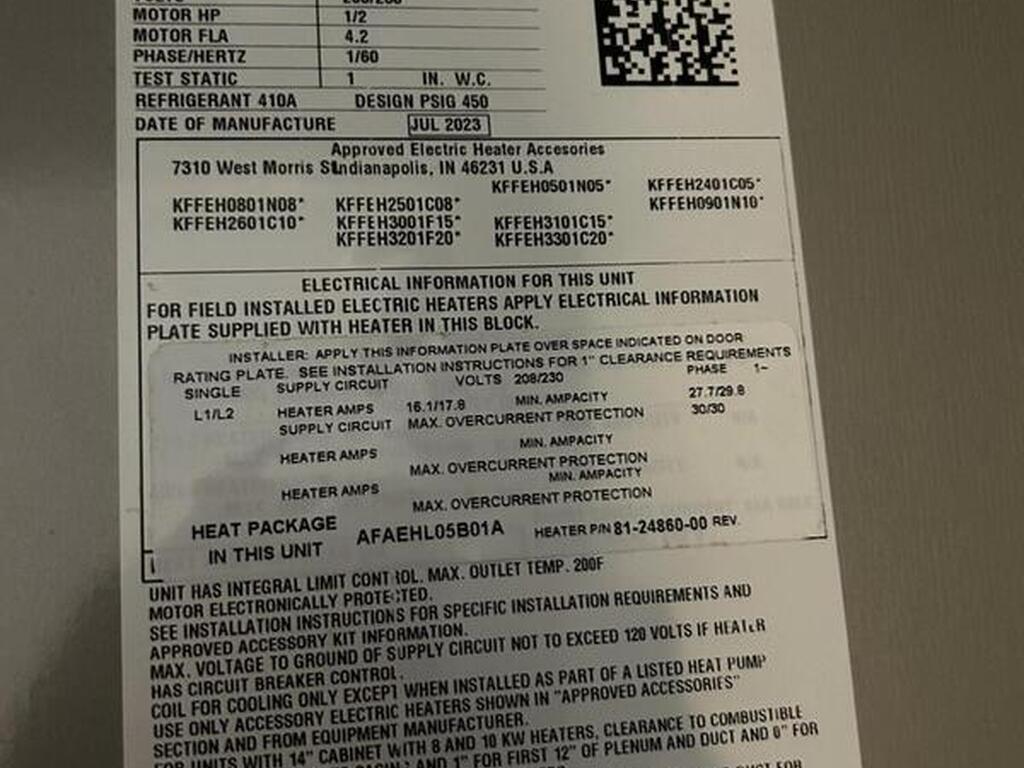 VOLTS 208/230
MOTOR HP 1/2
MOTOR FLA 4.2
PHASE/HERTZ 1/60
TEST STATIC 1 IN. W.C.
REFRIGERANT 410A DESIGN PSIG 450
DATE OF MANUFACTURE JUL 2023
Approved Electric Heater Accesories
7310 West Morris St Indianapolis, IN 46231 U.S.A
KFFEH0501N05* KFFEH2401C05*
KFFEH0801N08* KFFEH2501C08* KFFEH0901N10*
KFFEH2601C10* KFFEH3001F15* KFFEH3101C15*
KFFEH3201F20* KFFEH3301C20*
ELECTRICAL INFORMATION FOR THIS UNIT
FOR FIELD INSTALLED ELECTRIC HEATERS APPLY ELECTRICAL INFORMATION
PLATE SUPPLIED WITH HEATER IN THIS BLOCK.
INSTALLER: APPLY THIS INFORMATION PLATE OVER SPACE INDICATED ON DOOR
RATING PLATE. SEE INSTALLATION INSTRUCTIONS FOR 1" CLEARANCE REQUIREMENTS
SINGLE SUPPLY CIRCUIT VOLTS 208/230 PHASE 1~
L1/L2 HEATER AMPS 16.1/17.8 MIN. AMPACITY 27.7/29.8
SUPPLY CIRCUIT MAX. OVERCURRENT PROTECTION 30/30
HEATER AMPS MIN. AMPACITY
MAX. OVERCURRENT PROTECTION
HEATER AMPS MIN. AMPACITY
MAX. OVERCURRENT PROTECTION
HEAT PACKAGE
IN THIS UNIT AFAEHL05B01A HEATER P/N 81-24860-00 REV.
UNIT HAS INTEGRAL LIMIT CONTROL. MAX. OUTLET TEMP. 200F
MOTOR ELECTRONICALLY PROTECTED.
SEE INSTALLATION INSTRUCTIONS FOR SPECIFIC INSTALLATION REQUIREMENTS AND
APPROVED ACCESSORY KIT INFORMATION.
MAX. VOLTAGE TO GROUND OF SUPPLY CIRCUIT NOT TO EXCEED 120 VOLTS IF HEATER
HAS CIRCUIT BREAKER CONTROL.
COIL FOR COOLING ONLY EXCEPT WHEN INSTALLED AS PART OF A LISTED HEAT PUMP
USE ONLY ACCESSORY ELECTRIC HEATERS SHOWN IN "APPROVED ACCESSORIES"
SECTION AND FROM EQUIPMENT MANUFACTURER.
FOR UNITS WITH 14" CABINET WITH 8 AND 10 KW HEATERS, CLEARANCE TO COMBUSTIBLE
AND 1" FOR FIRST 12" OF PLENUM AND DUCT AND 0" FOR